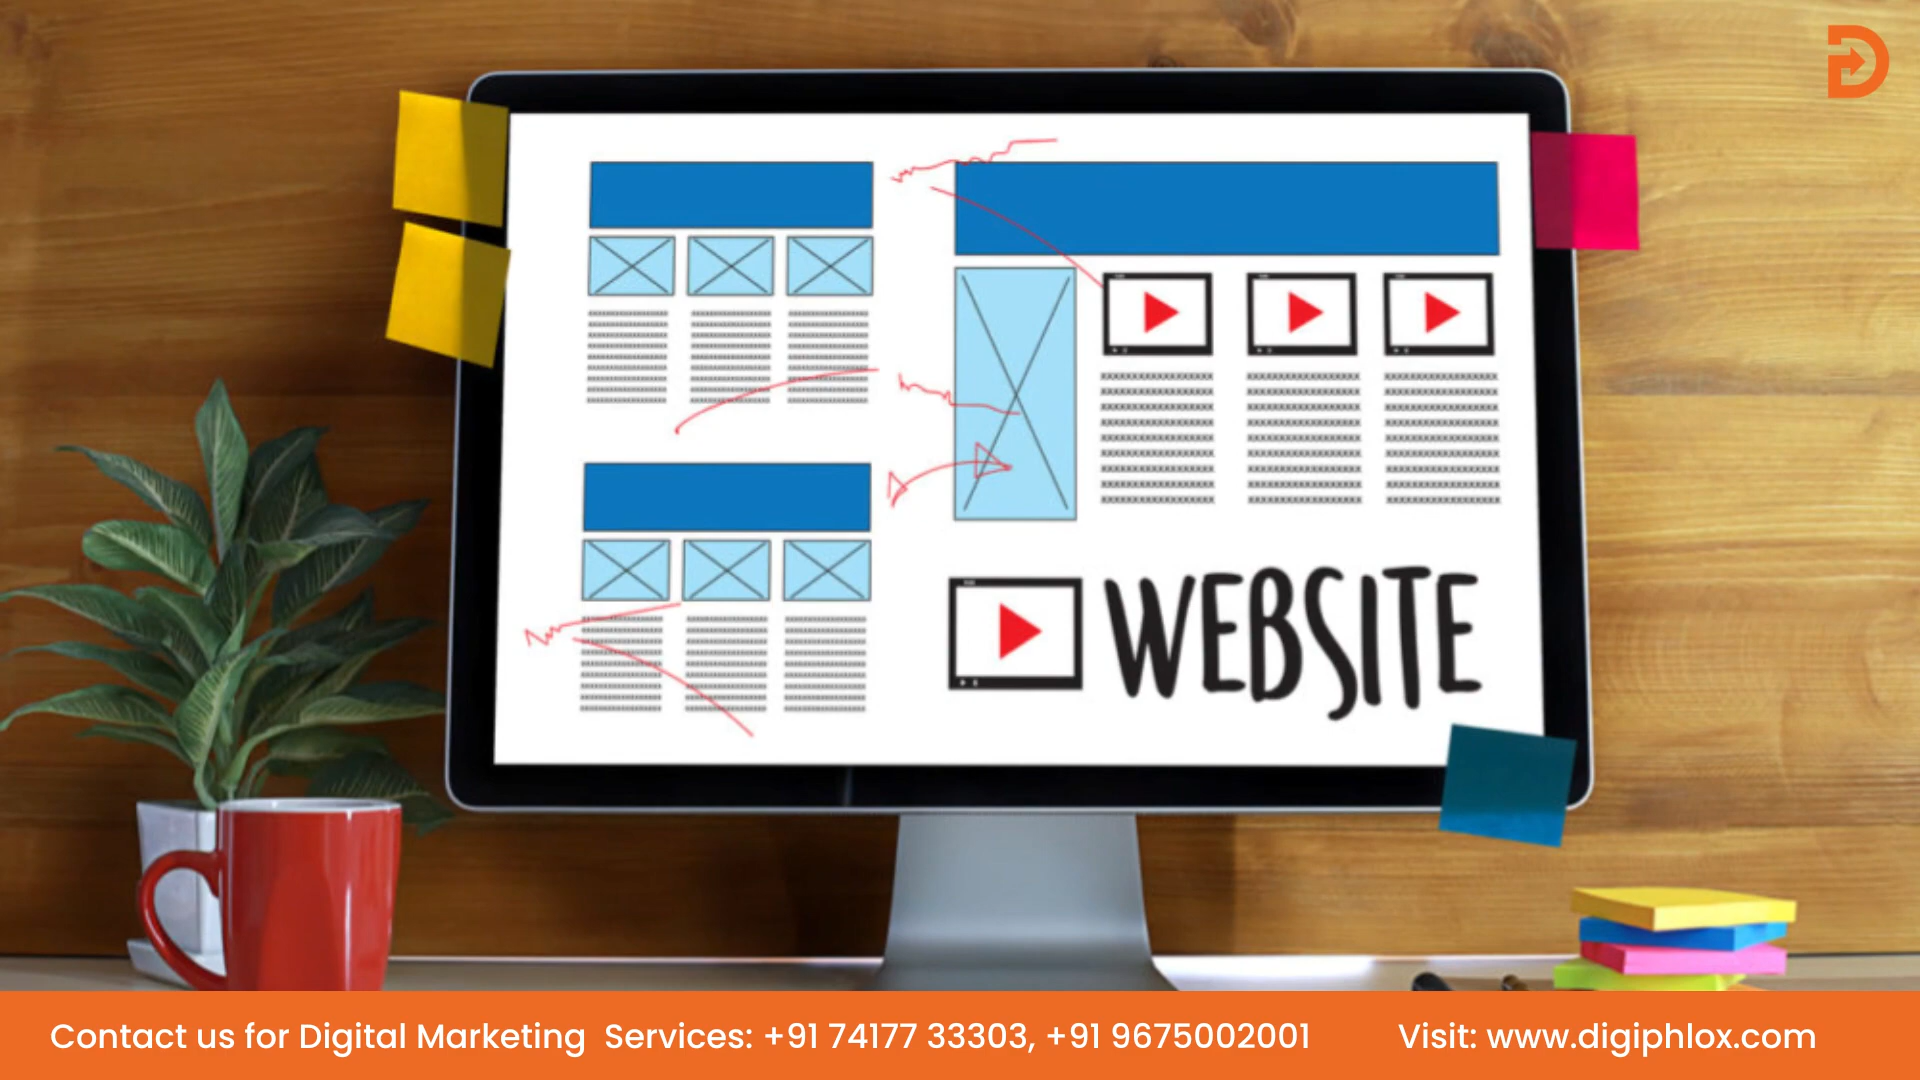 WEBSITE
Contact us for Digital Marketing Services: +91 74177 33303, +91 9675002001
Visit: www.digiphlox.com